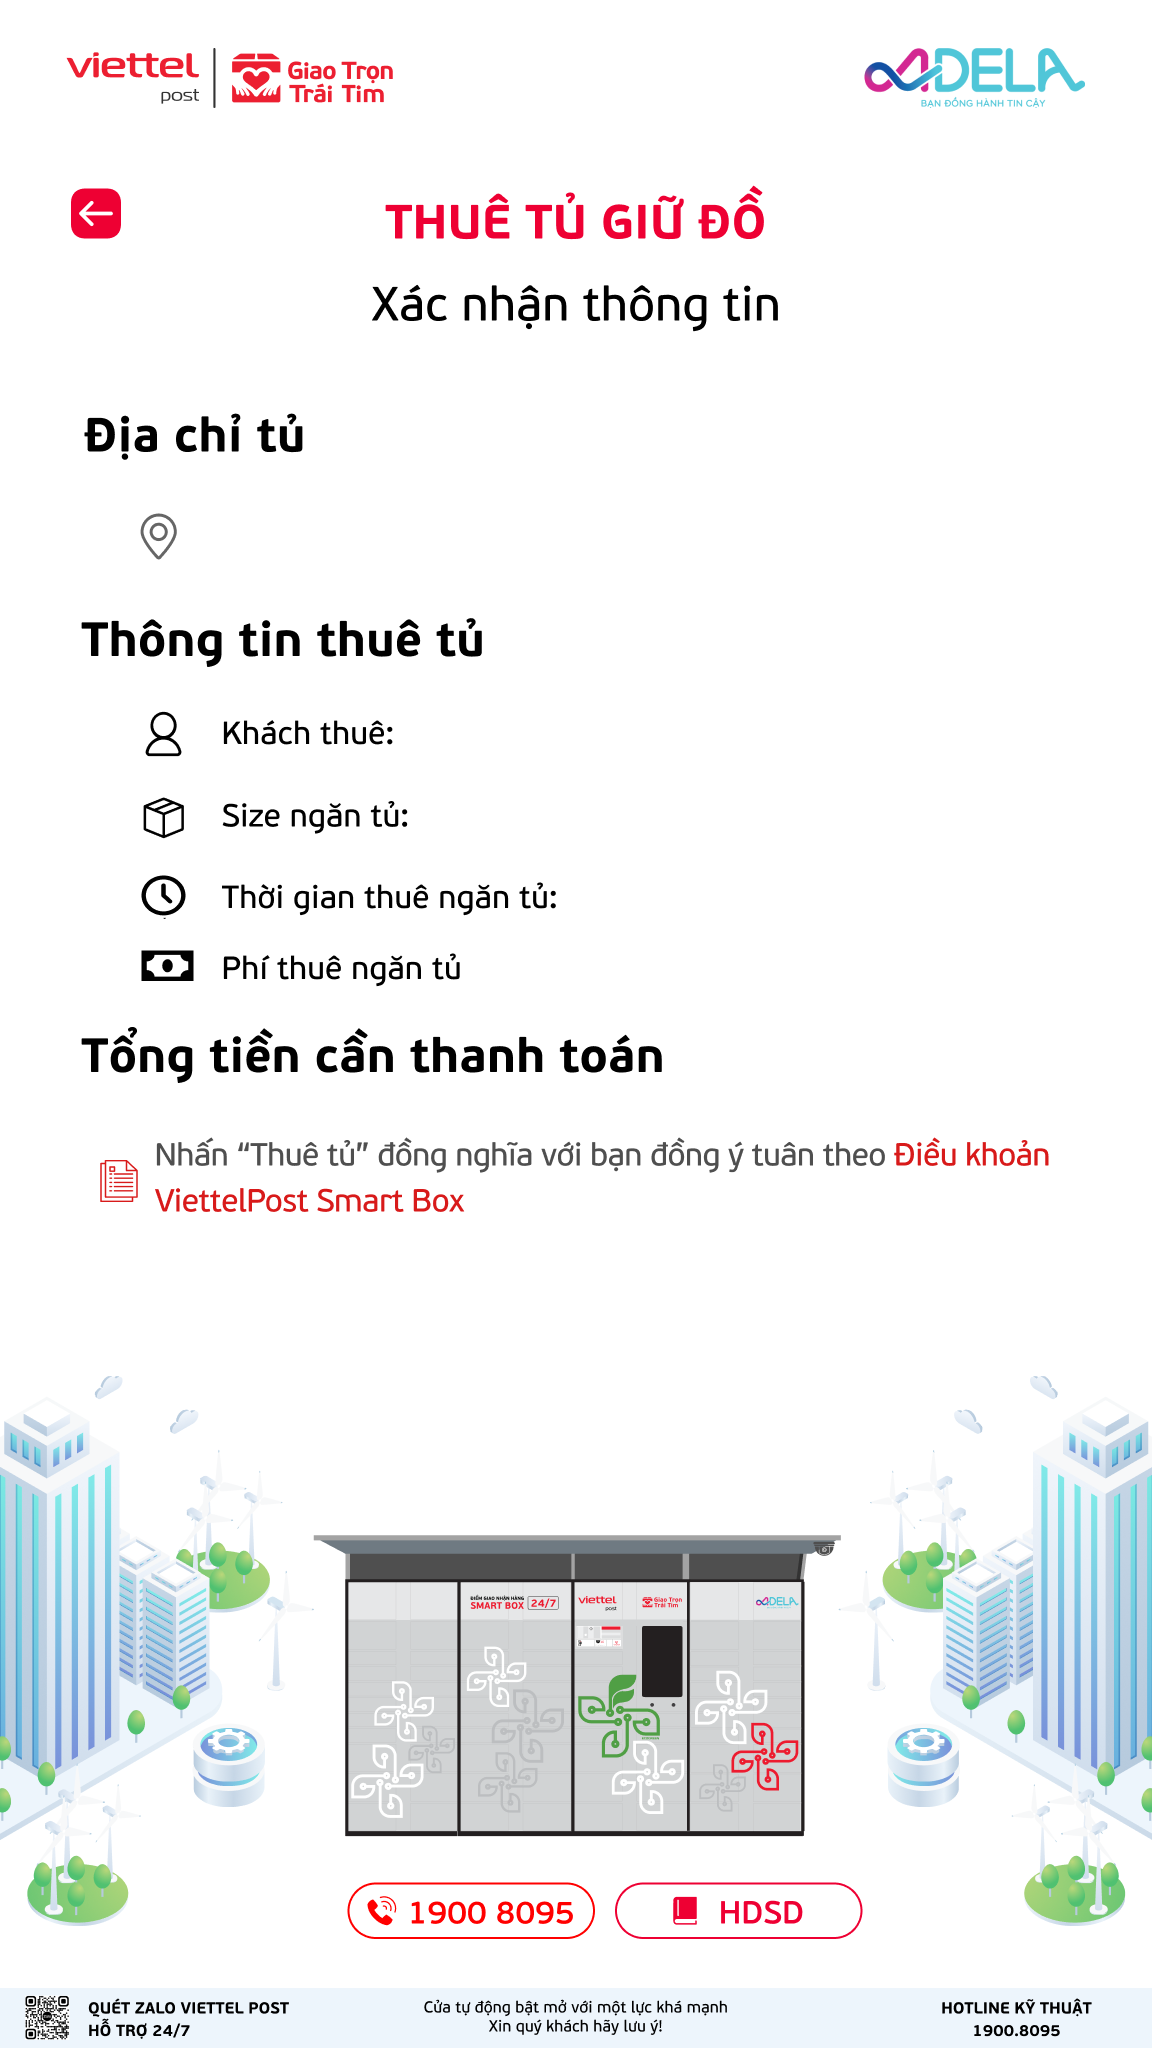 viettel
post
Giao Trọn
Trái Tim
ADELA
BẠN ĐỒNG HÀNH TIN CẬY
THUÊ TỦ GIỮ ĐỒ
Xác nhận thông tin
Địa chỉ tủ
Thông tin thuê tủ
Khách thuê:
Size ngăn tủ:
Thời gian thuê ngăn tủ:
Phí thuê ngăn tủ
Tổng tiền cần thanh toán
Nhấn “Thuê tủ” đồng nghĩa với bạn đồng ý tuân theo Điều khoản
ViettelPost Smart Box
ĐIỂM GIAO NHẬN HÀNG
SMART BOX 24/7
viettel
post
Giao Trọn
Trái Tim
ADELA
1900 8095
HDSD
QUÉT ZALO VIETTEL POST
HỖ TRỢ 24/7
Cửa tự động bật mở với một lực khá mạnh
Xin quý khách hãy lưu ý!
HOTLINE KỸ THUẬT
1900.8095